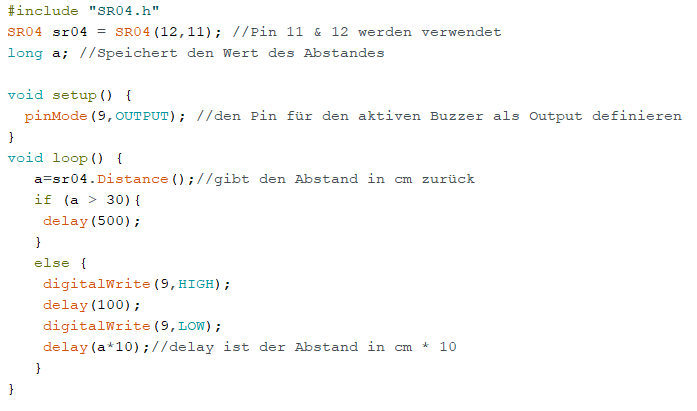 #include "SR04.h"
SR04 sr04 = SR04(12,11); //Pin 11 & 12 werden verwendet
long a; //Speichert den Wert des Abstandes

void setup() {
  pinMode(9,OUTPUT); //den Pin für den aktiven Buzzer als Output definieren
}
void loop() {
   a=sr04.Distance();//gibt den Abstand in cm zurück
   if (a > 30){
    delay(500);
   }
   else {
    digitalWrite(9,HIGH);
    delay(100);
    digitalWrite(9,LOW);
    delay(a*10);//delay ist der Abstand in cm * 10
   }
}